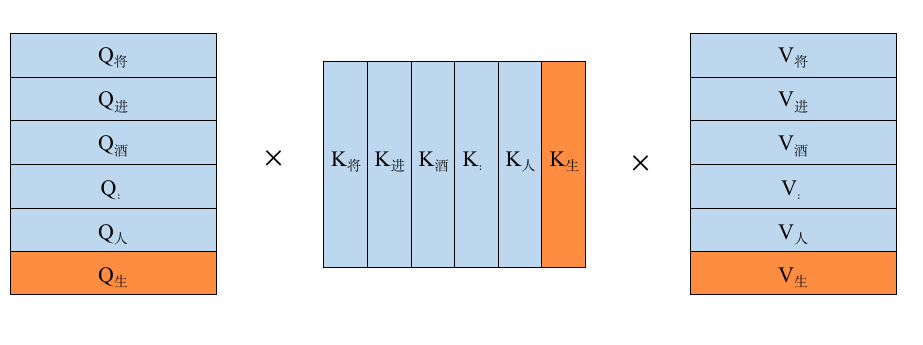 Q将
Q进
Q酒
Q:
Q人
Q生
×
K将 K进 K酒 K: K人 K生
×
V将
V进
V酒
V:
V人
V生